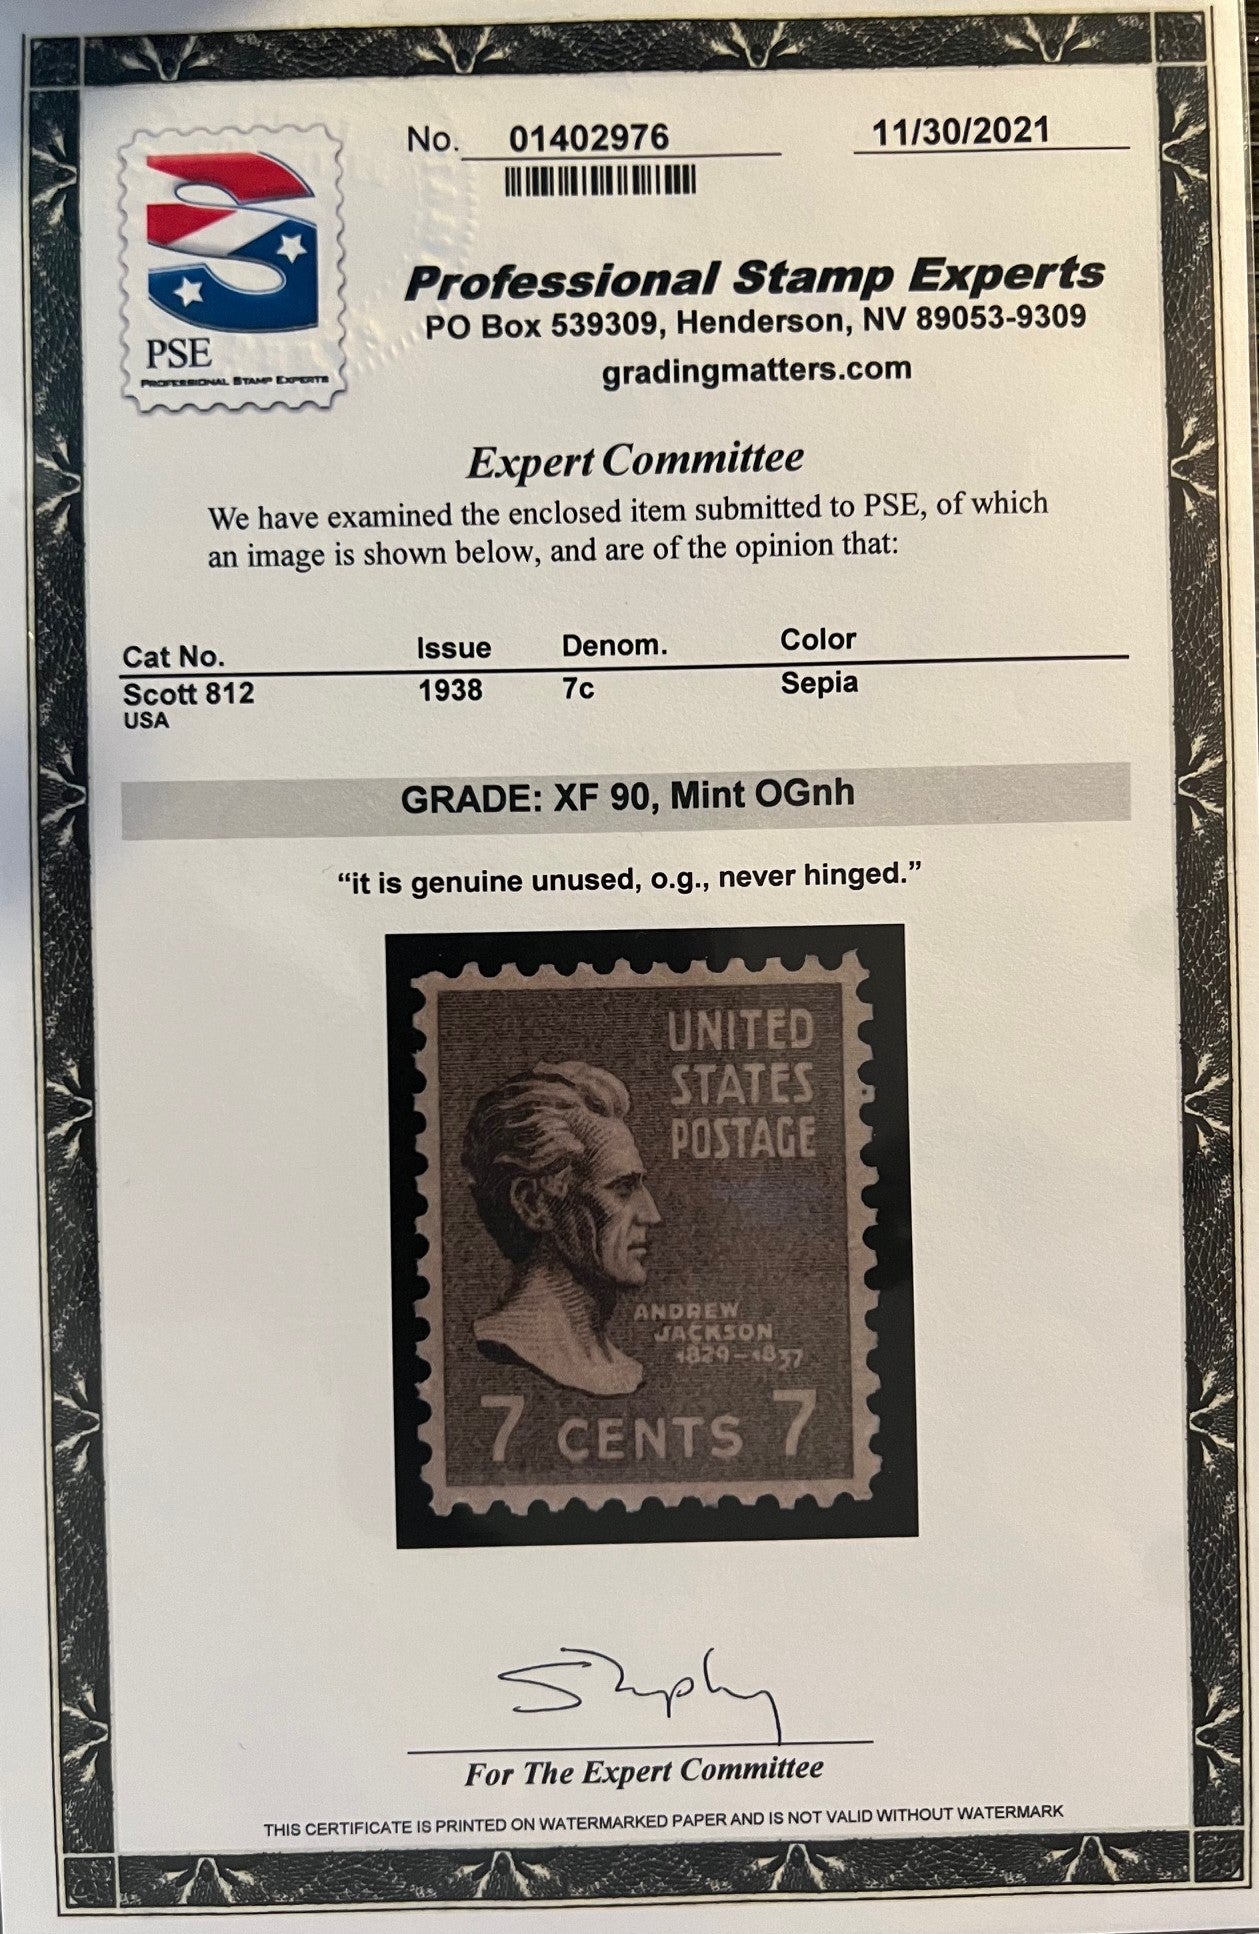 No. 01402976
11/30/2021
PSE
PROFESSIONAL STAMP EXPERTS
Professional Stamp Experts
PO Box 539309, Henderson, NV 89053-9309
gradingmatters.com
Expert Committee
We have examined the enclosed item submitted to PSE, of which
an image is shown below, and are of the opinion that:
Cat No. Issue Denom. Color
Scott 812 1938 7c Sepia
USA
GRADE: XF 90, Mint OGnh
“it is genuine unused, o.g., never hinged.”
UNITED
STATES
POSTAGE
ANDREW
JACKSON
1829-1837
7 CENTS 7
For The Expert Committee
THIS CERTIFICATE IS PRINTED ON WATERMARKED PAPER AND IS NOT VALID WITHOUT WATERMARK